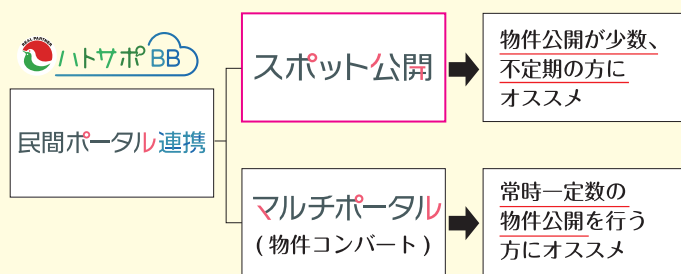 REAL PARTNER
ハトサポBB
民間ポータル連携
スポット公開
物件公開が少数、
不定期の方に
オススメ
マルチポータル
(物件コンバート)
常時一定数の
物件公開を行う
方にオススメ